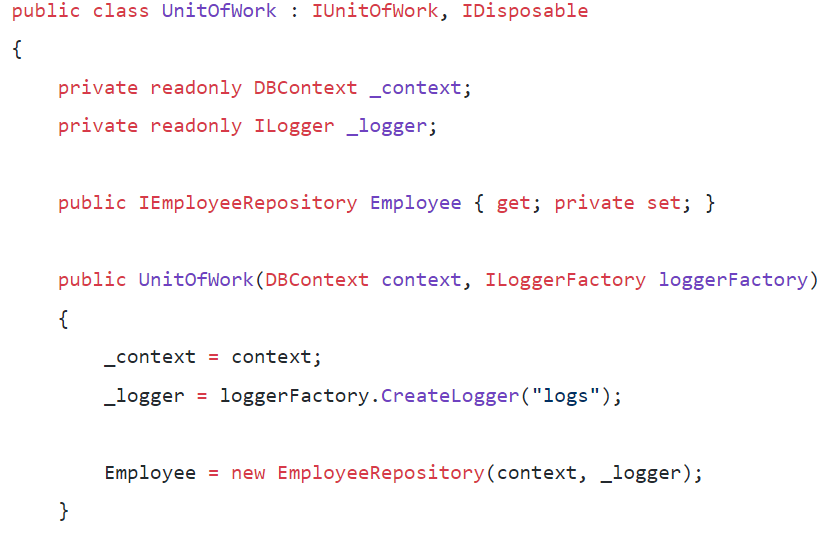 public class UnitOfWork : IUnitOfWork, IDisposable
{
    private readonly DBContext _context;
    private readonly ILogger _logger;

    public IEmployeeRepository Employee { get; private set; }

    public UnitOfWork(DBContext context, ILoggerFactory loggerFactory)
    {
        _context = context;
        _logger = loggerFactory.CreateLogger("logs");

        Employee = new EmployeeRepository(context, _logger);
    }